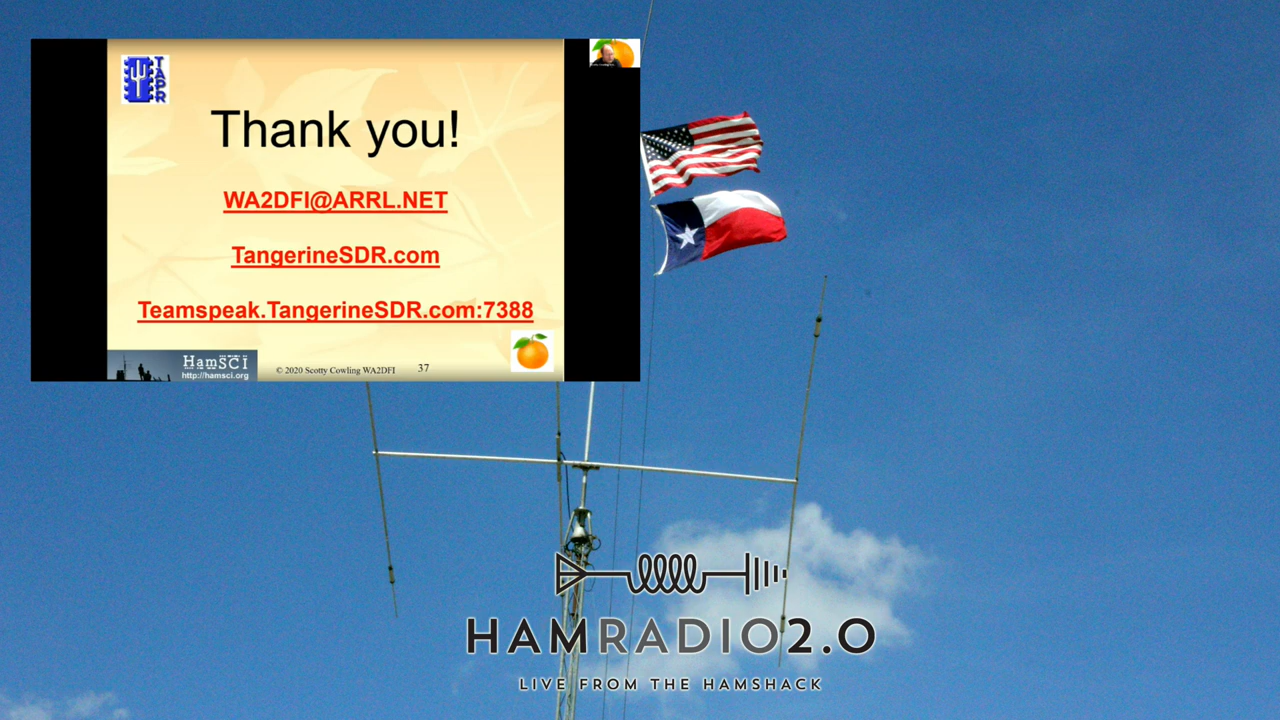 TAPR
Thank you!
WA2DFI@ARRL.NET
TangerineSDR.com
Teamspeak.TangerineSDR.com:7388
HamSCI
http://hamsci.org
© 2020 Scotty Cowling WA2DFI
37
HAMRADIO2.0
LIVE FROM THE HAMSHACK